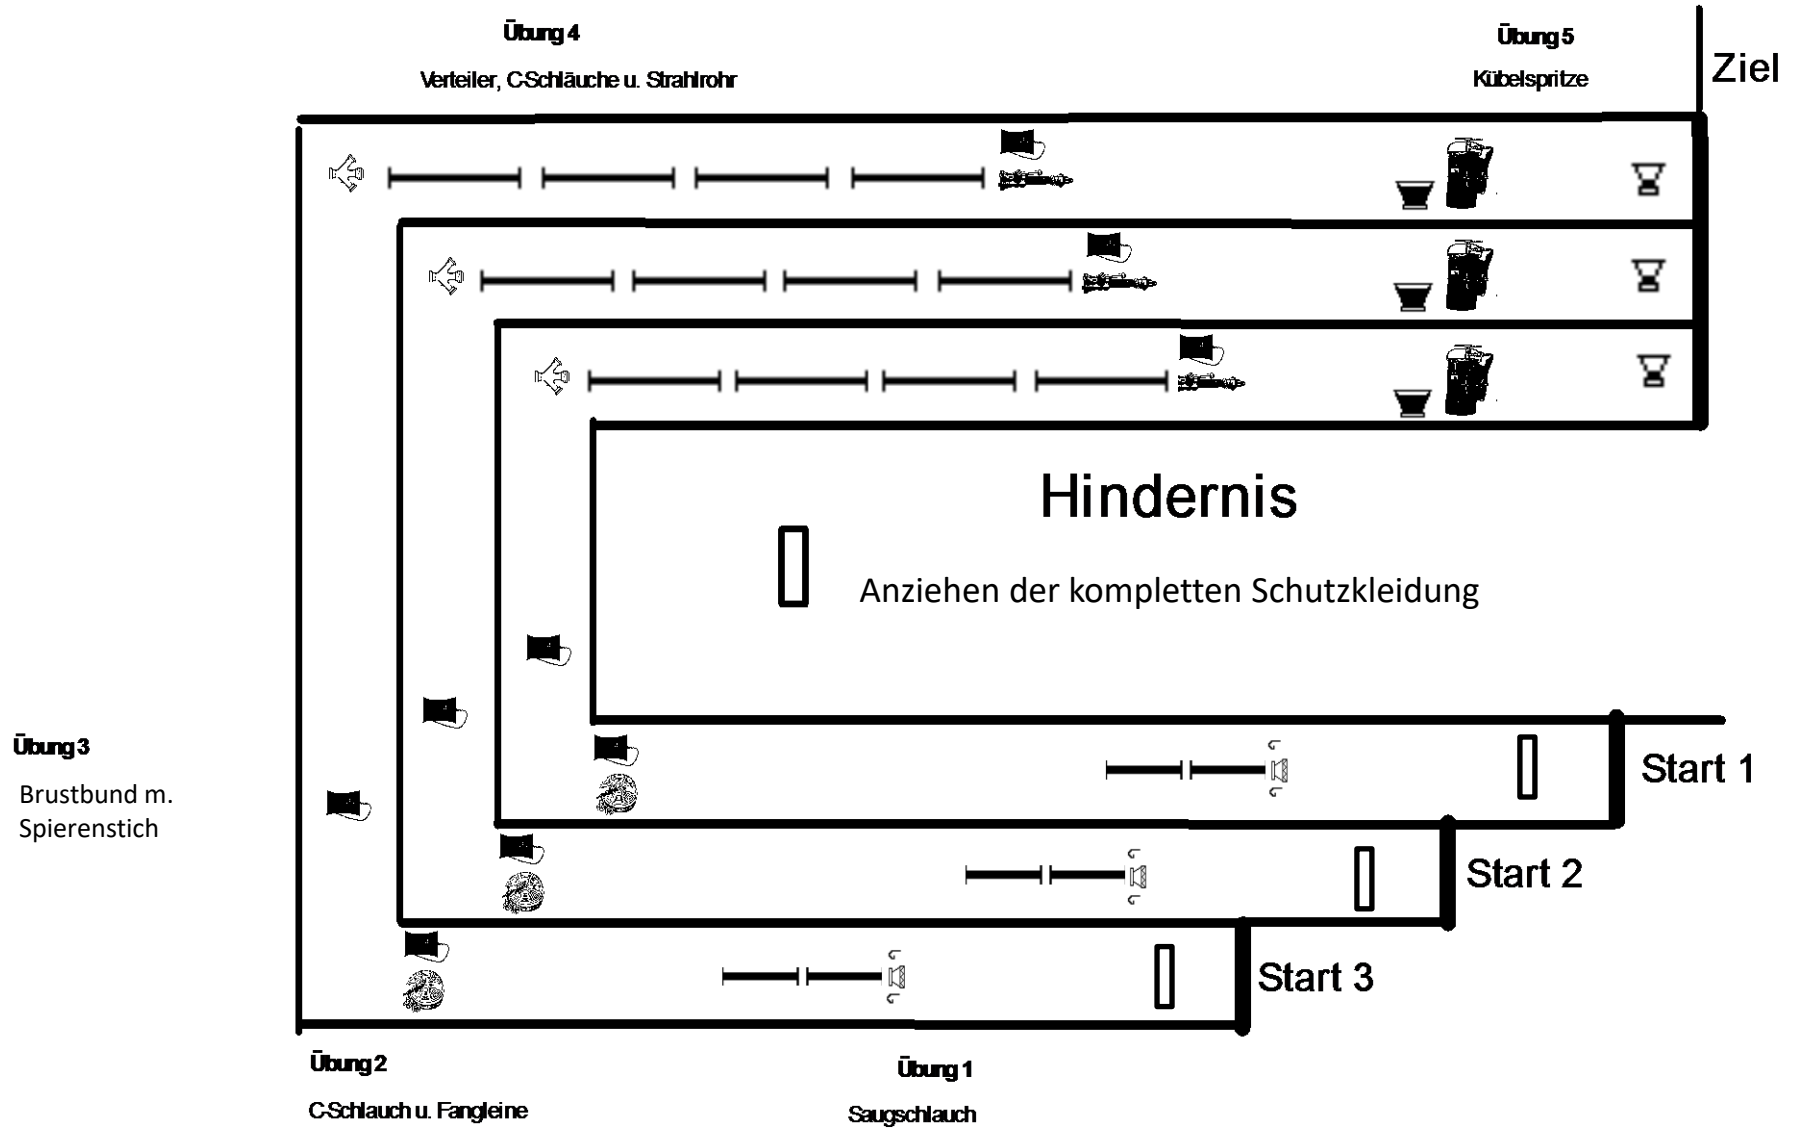 Übung 4
Verteiler, C-Schläuche u. Strahlrohr
Übung 5
Kübelspritze
Ziel
Hindernis
Anziehen der kompletten Schutzkleidung
Übung 3
Brustbund m.
Spierenstich
Start 1
Start 2
Start 3
Übung 2
C-Schlauch u. Fangleine
Übung 1
Saugschlauch